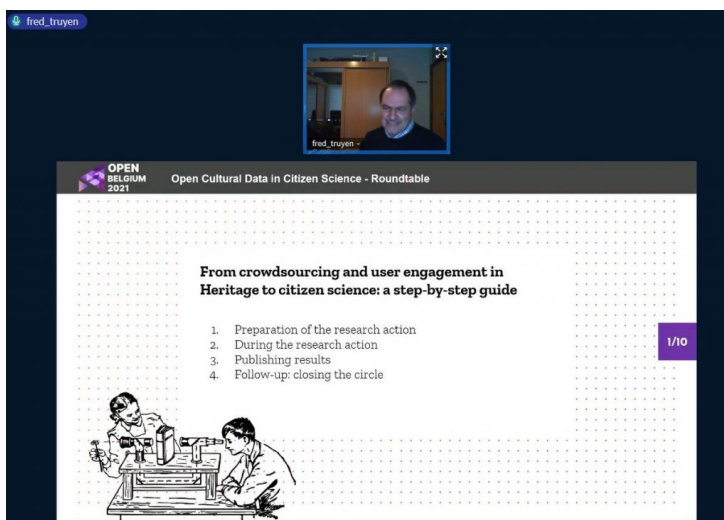 fred_truyen
fred_truyen
OPEN
BELGIUM
2021
Open Cultural Data in Citizen Science - Roundtable
From crowdsourcing and user engagement in
Heritage to citizen science: a step-by-step guide
1. Preparation of the research action
2. During the research action
3. Publishing results
4. Follow-up: closing the circle
1/10